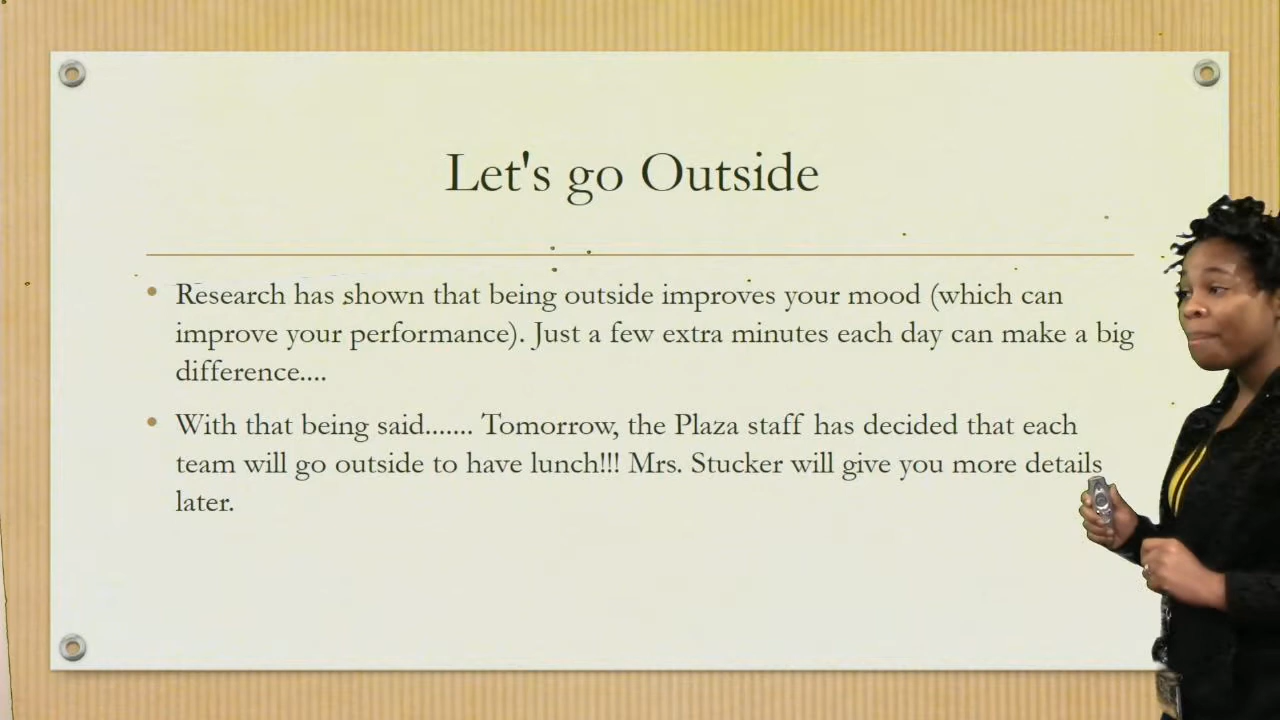 Let's go Outside
Research has shown that being outside improves your mood (which can
improve your performance). Just a few extra minutes each day can make a big
difference....
With that being said....... Tomorrow, the Plaza staff has decided that each
team will go outside to have lunch!!! Mrs. Stucker will give you more details
later.